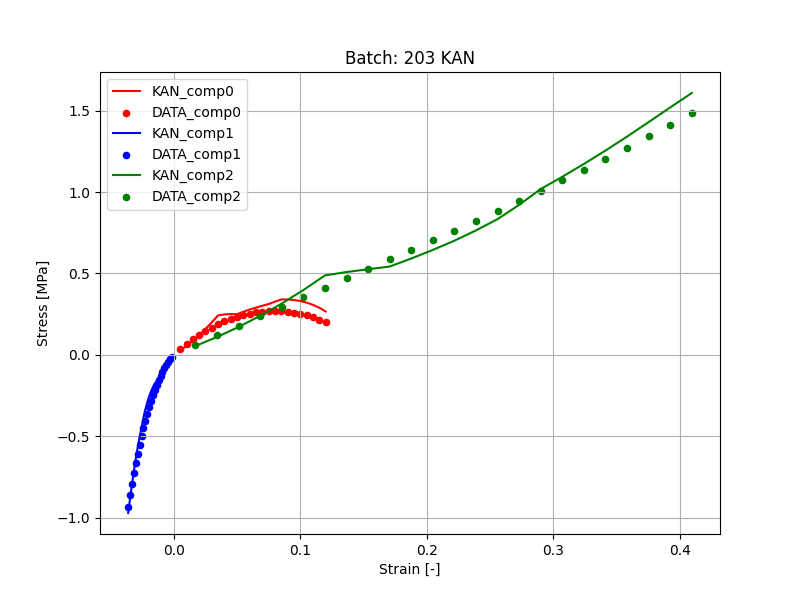 Batch: 203 KAN
KAN_comp0
DATA_comp0
KAN_comp1
DATA_comp1
KAN_comp2
DATA_comp2
1.5
1.0
0.5
0.0
−0.5
−1.0
Stress [MPa]
0.0 0.1 0.2 0.3 0.4
Strain [-]